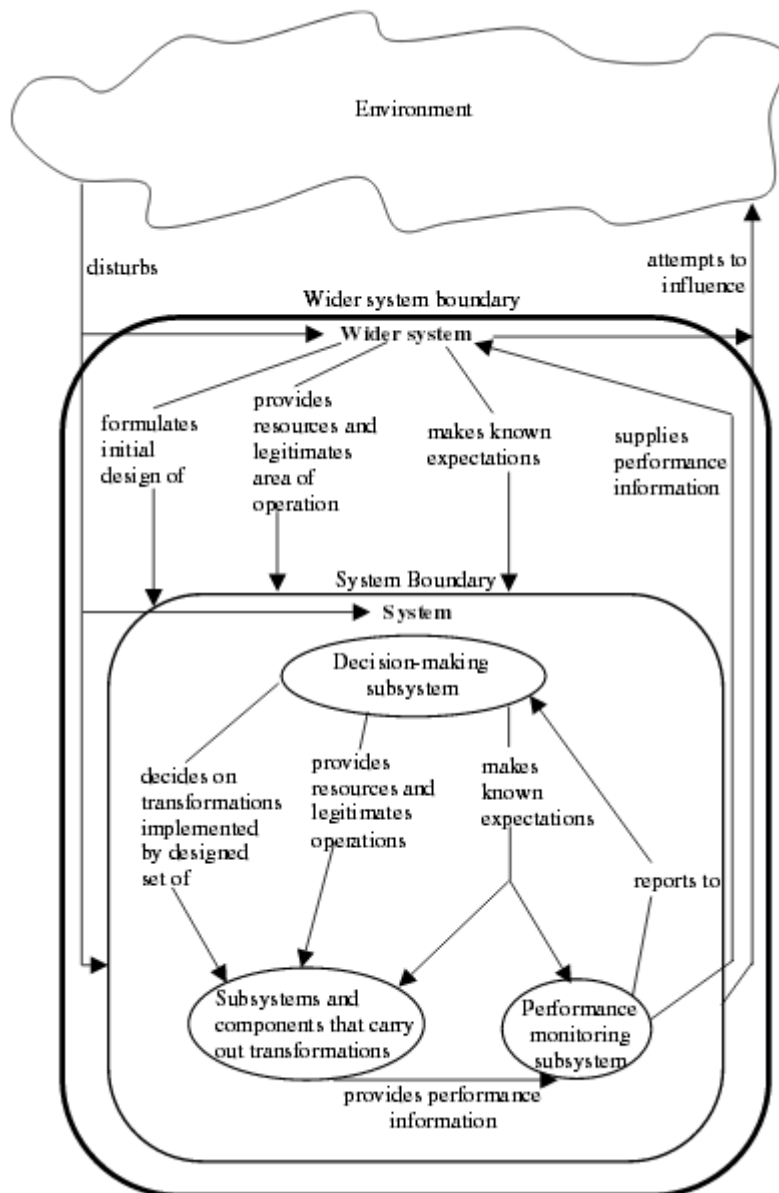 Environment
disturbs
attempts to
influence
Wider system boundary
Wider system
formulates
initial
design of
provides
resources and
legitimates
area of
operation
makes known
expectations
supplies
performance
information
System Boundary
System
Decision-making
subsystem
decides on
transformations
implemented
by designed
set of
provides
resources and
legitimates
operations
makes
known
expectations
reports to
Subsystems and
components that carry
out transformations
Performance
monitoring
subsystem
provides performance
information